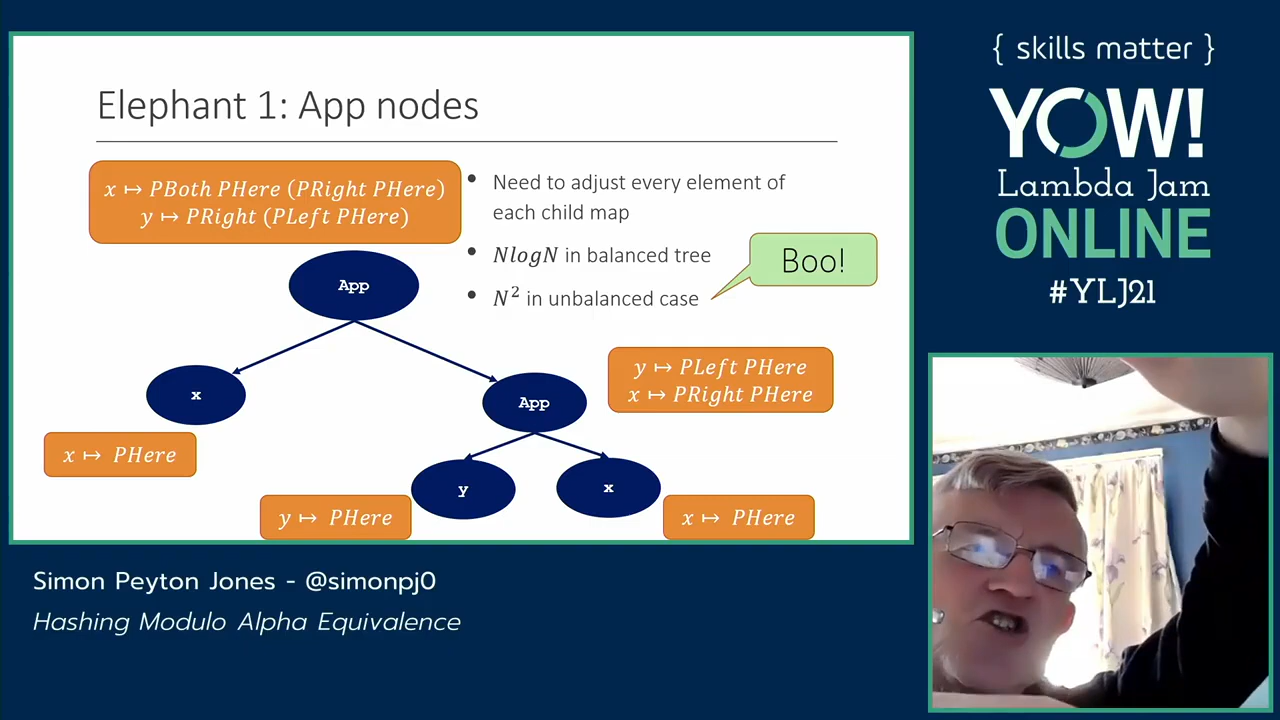 Elephant 1: App nodes
x ↦ PBoth PHere (PRight PHere)
y ↦ PRight (PLeft PHere)
• Need to adjust every element of
each child map
• NlogN in balanced tree
• N² in unbalanced case
Boo!
App
x
App
y ↦ PLeft PHere
x ↦ PRight PHere
x ↦ PHere
y
x
y ↦ PHere
x ↦ PHere
{ skills matter }
YOW!
Lambda Jam
ONLINE
#YLJ21
Simon Peyton Jones - @simonpj0
Hashing Modulo Alpha Equivalence